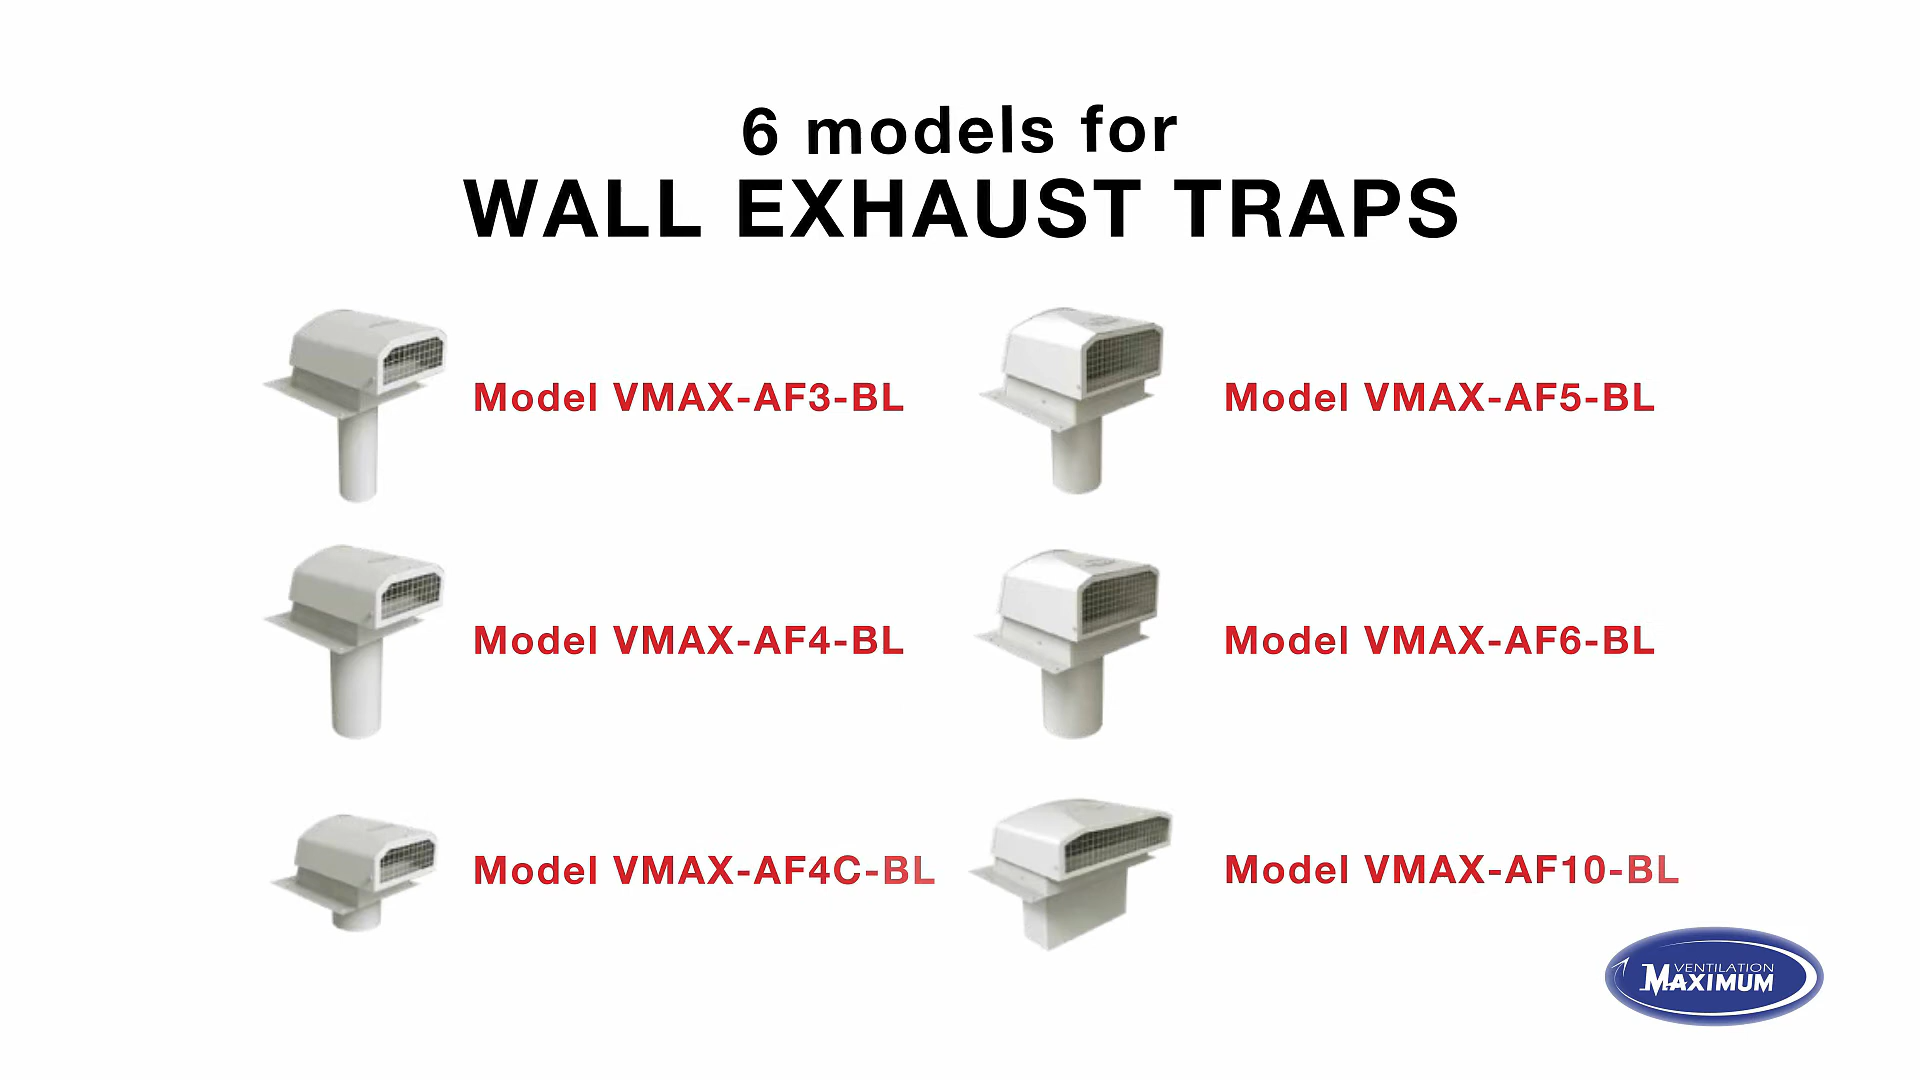 6 models for
WALL EXHAUST TRAPS
Model VMAX-AF3-BL
Model VMAX-AF5-BL
Model VMAX-AF4-BL
Model VMAX-AF6-BL
Model VMAX-AF4C-BL
Model VMAX-AF10-BL
VENTILATION
MAXIMUM